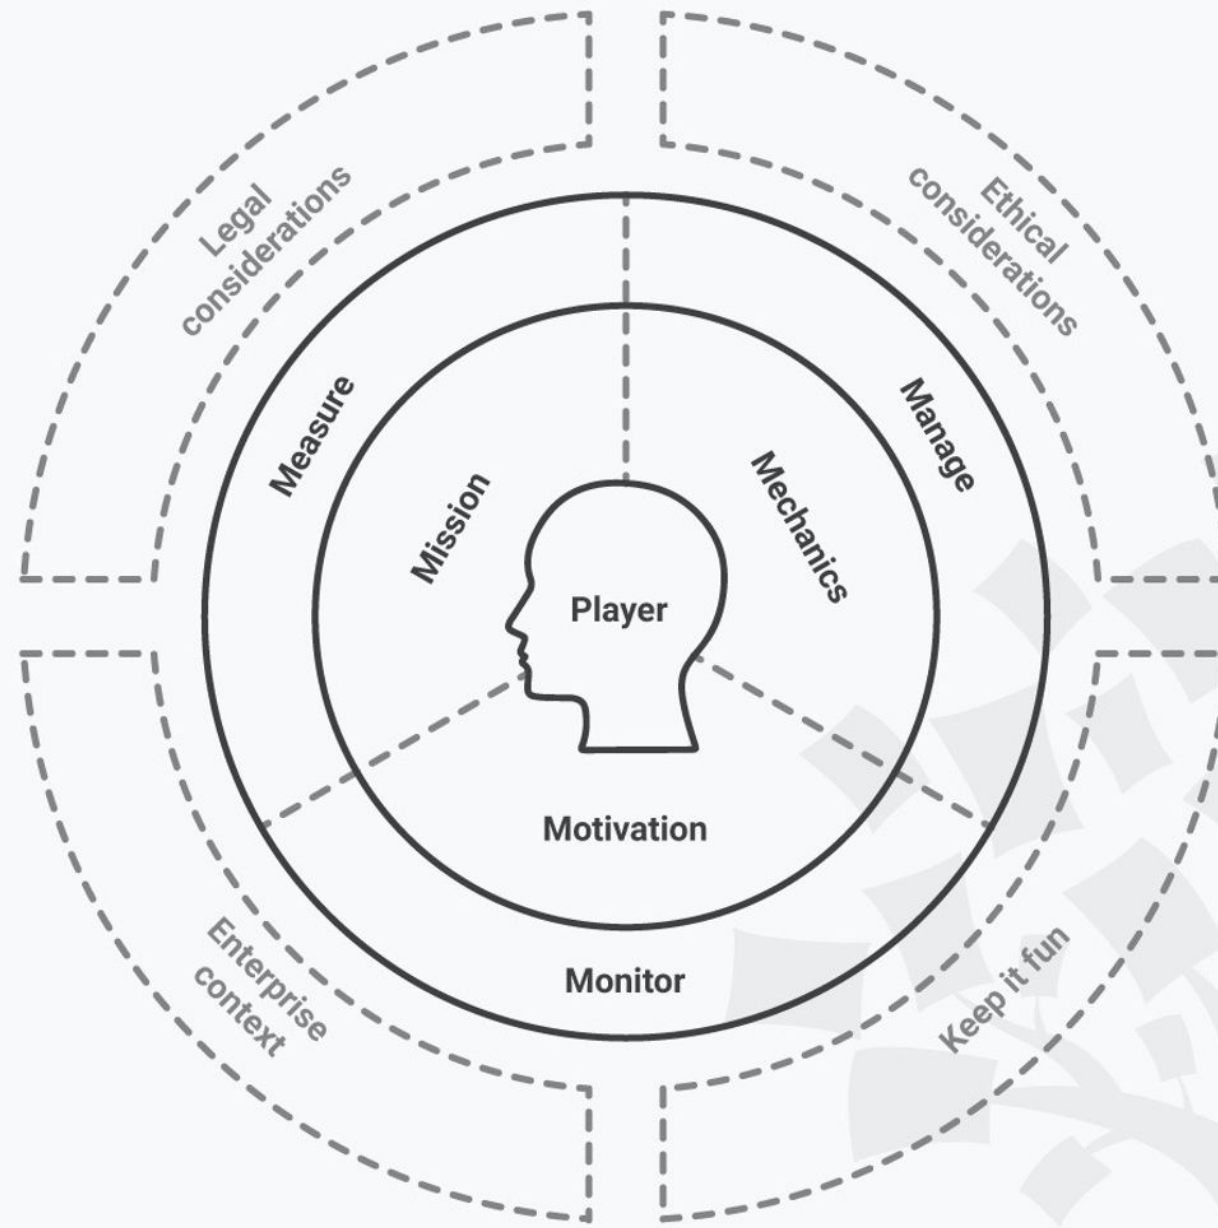 Legal
considerations
Ethical
considerations
Measure
Manage
Mission
Mechanics
Player
Motivation
Monitor
Enterprise
context
Keep it fun